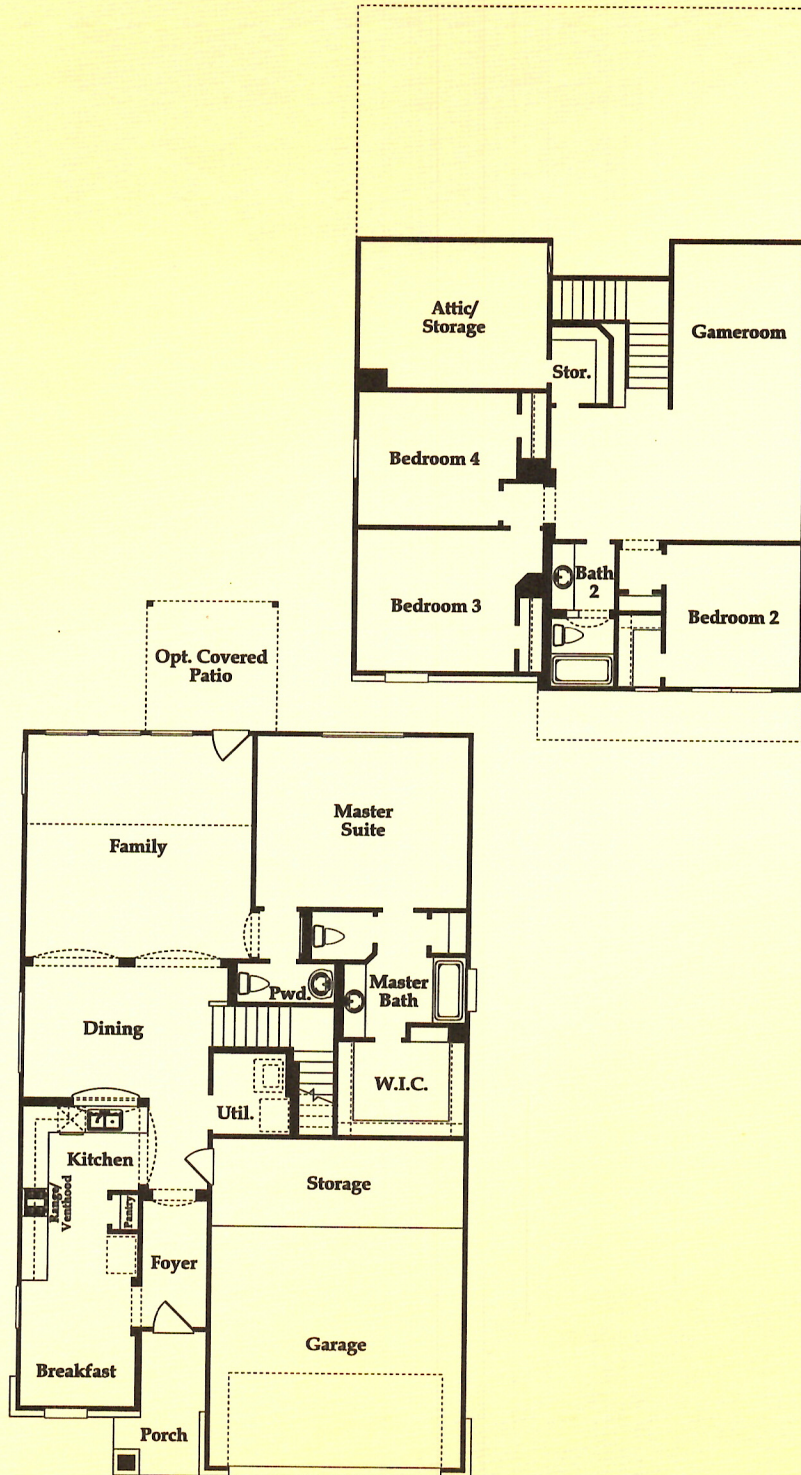 Attic/
Storage
Gameroom
Stor.
Bedroom 4
Bath
2
Bedroom 3
Bedroom 2
Opt. Covered
Patio
Master
Suite
Family
Pwd.
Master
Bath
Dining
W.I.C.
Util.
Kitchen
Range/
Venthood
Pantry
Storage
Foyer
Garage
Breakfast
Porch